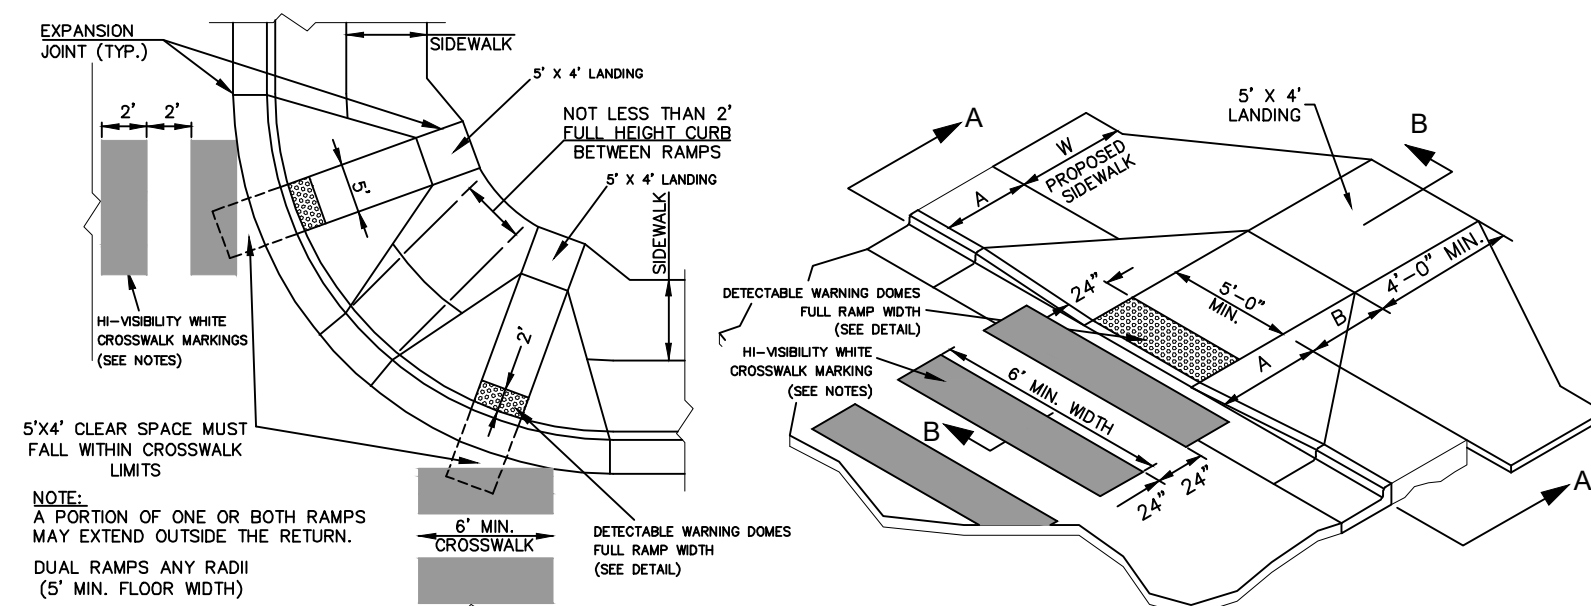 EXPANSION
JOINT (TYP.)
SIDEWALK
5' X 4' LANDING
NOT LESS THAN 2'
FULL HEIGHT CURB
BETWEEN RAMPS
5' X 4' LANDING
2'
2'
5'
SIDEWALK
HI-VISIBILITY WHITE
CROSSWALK MARKINGS
(SEE NOTES)
2'
5'X4' CLEAR SPACE MUST
FALL WITHIN CROSSWALK
LIMITS
NOTE:
A PORTION OF ONE OR BOTH RAMPS
MAY EXTEND OUTSIDE THE RETURN.
DUAL RAMPS ANY RADII
(5' MIN. FLOOR WIDTH)
6' MIN.
CROSSWALK
DETECTABLE WARNING DOMES
FULL RAMP WIDTH
(SEE DETAIL)
A
5' X 4'
LANDING
B
W
PROPOSED
SIDEWALK
A
DETECTABLE WARNING DOMES
FULL RAMP WIDTH
(SEE DETAIL)
24"
5'-0"
MIN.
4'-0" MIN.
B
A
HI-VISIBILITY WHITE
CROSSWALK MARKING
(SEE NOTES)
6' MIN. WIDTH
B
24"
24"
A